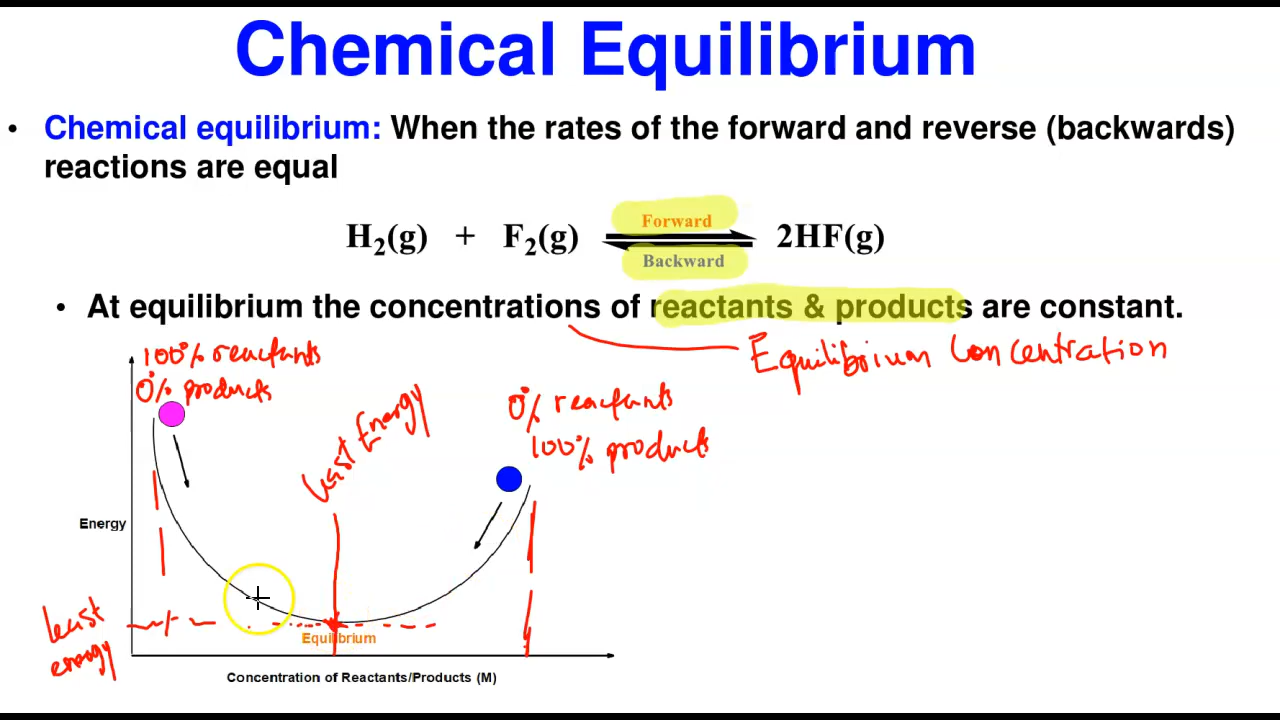 Chemical Equilibrium
• Chemical equilibrium: When the rates of the forward and reverse (backwards)
reactions are equal
Forward
H₂(g) + F₂(g) ⇌ 2HF(g)
Backward
• At equilibrium the concentrations of reactants & products are constant.
Equilibrium Concentration
100% reactants
0% products
0% reactants
100% products
least Energy
Energy
least
energy
Equilibrium
Concentration of Reactants/Products (M)